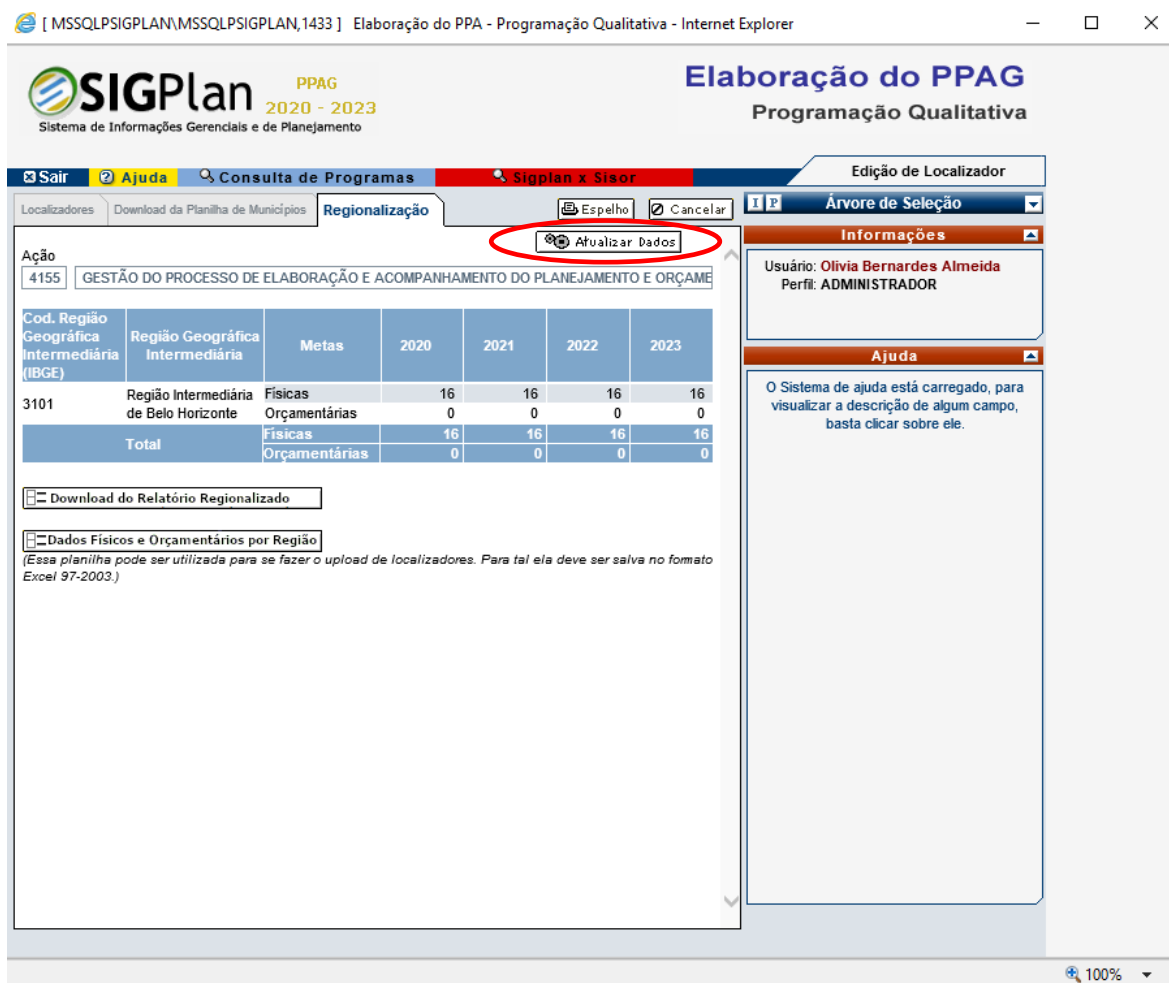 [ MSSQLPSIGPLAN\MSSQLPSIGPLAN,1433 ] Elaboração do PPA - Programação Qualitativa - Internet Explorer
SIGPlan
Sistema de Informações Gerenciais e de Planejamento
PPAG
2020 - 2023
Elaboração do PPAG
Programação Qualitativa
Sair Ajuda Consulta de Programas Sigplan x Sisor
Edição de Localizador
Localizadores Download da Planilha de Municípios Regionalização Espelho Cancelar
Atualizar Dados
Ação
4155 GESTÃO DO PROCESSO DE ELABORAÇÃO E ACOMPANHAMENTO DO PLANEJAMENTO E ORÇAME
Cod. Região Geográfica Intermediária (IBGE) Região Geográfica Intermediária Metas 2020 2021 2022 2023
3101 Região Intermediária de Belo Horizonte Físicas 16 16 16 16
Orçamentárias 0 0 0 0
Total Físicas 16 16 16 16
Orçamentárias 0 0 0 0
Download do Relatório Regionalizado
Dados Físicos e Orçamentários por Região
(Essa planilha pode ser utilizada para se fazer o upload de localizadores. Para tal ela deve ser salva no formato
Excel 97-2003.)
I P Árvore de Seleção
Informações
Usuário: Olivia Bernardes Almeida
Perfil: ADMINISTRADOR
Ajuda
O Sistema de ajuda está carregado, para
visualizar a descrição de algum campo,
basta clicar sobre ele.
100%